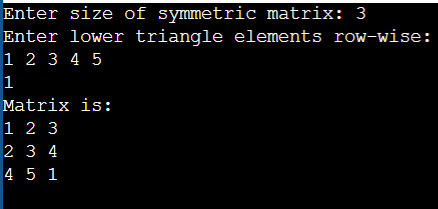 Enter size of symmetric matrix: 3
Enter lower triangle elements row-wise:
1 2 3 4 5
1
Matrix is:
1 2 3
2 3 4
4 5 1